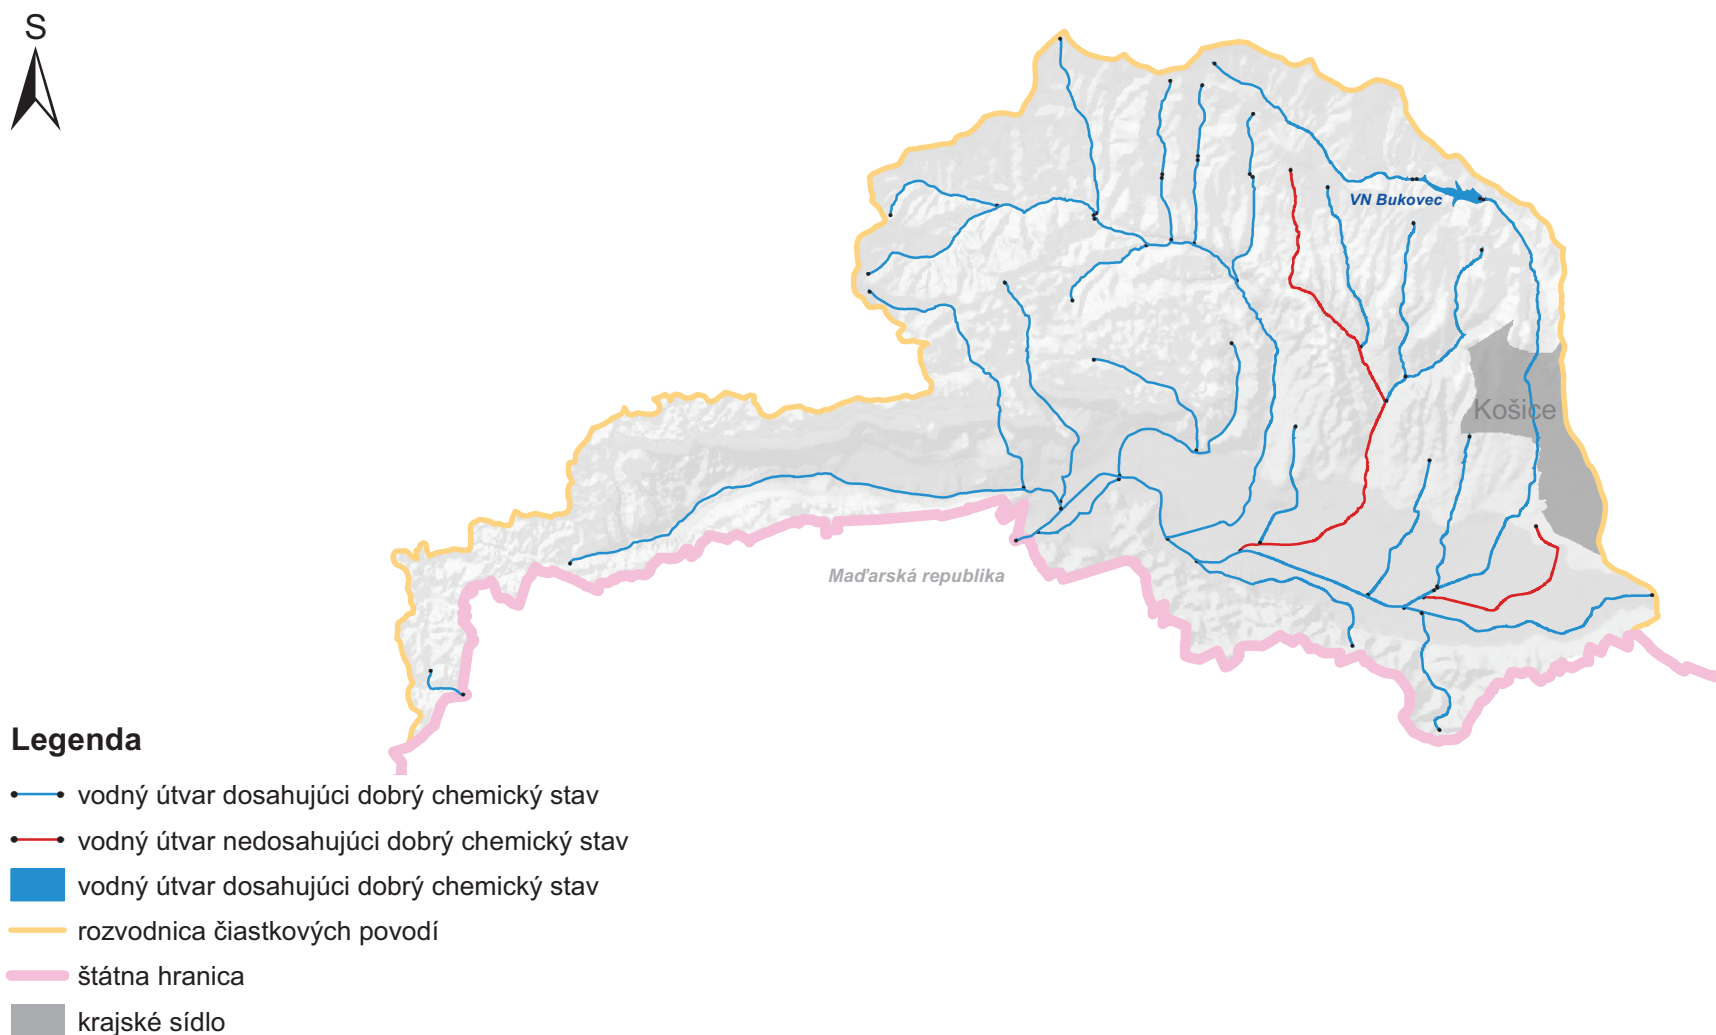 S
VN Bukovec
Košice
Maďarská republika
Legenda
vodný útvar dosahujúci dobrý chemický stav
vodný útvar nedosahujúci dobrý chemický stav
vodný útvar dosahujúci dobrý chemický stav
rozvodnica čiastkových povodí
štátna hranica
krajské sídlo